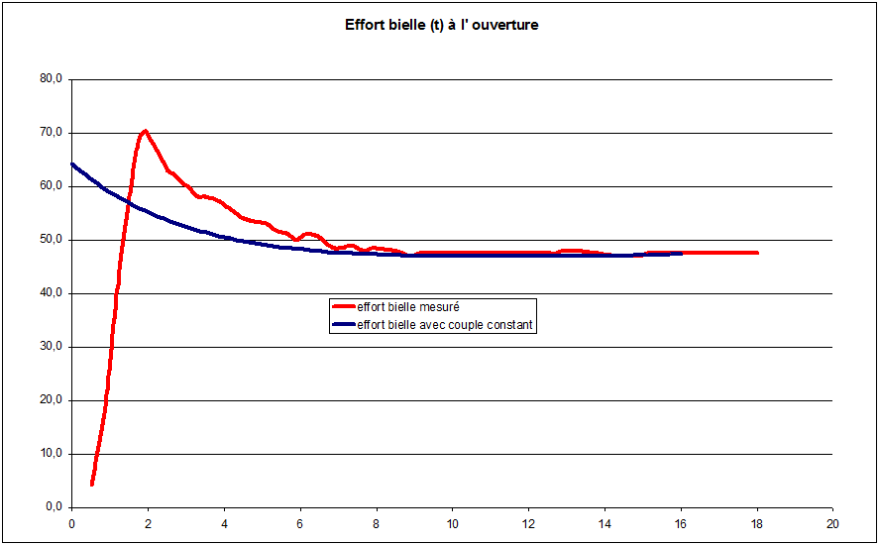 Effort bielle (t) à l' ouverture
80,0
70,0
60,0
50,0
40,0
30,0
20,0
10,0
0,0
effort bielle mesuré
effort bielle avec couple constant
0 2 4 6 8 10 12 14 16 18 20